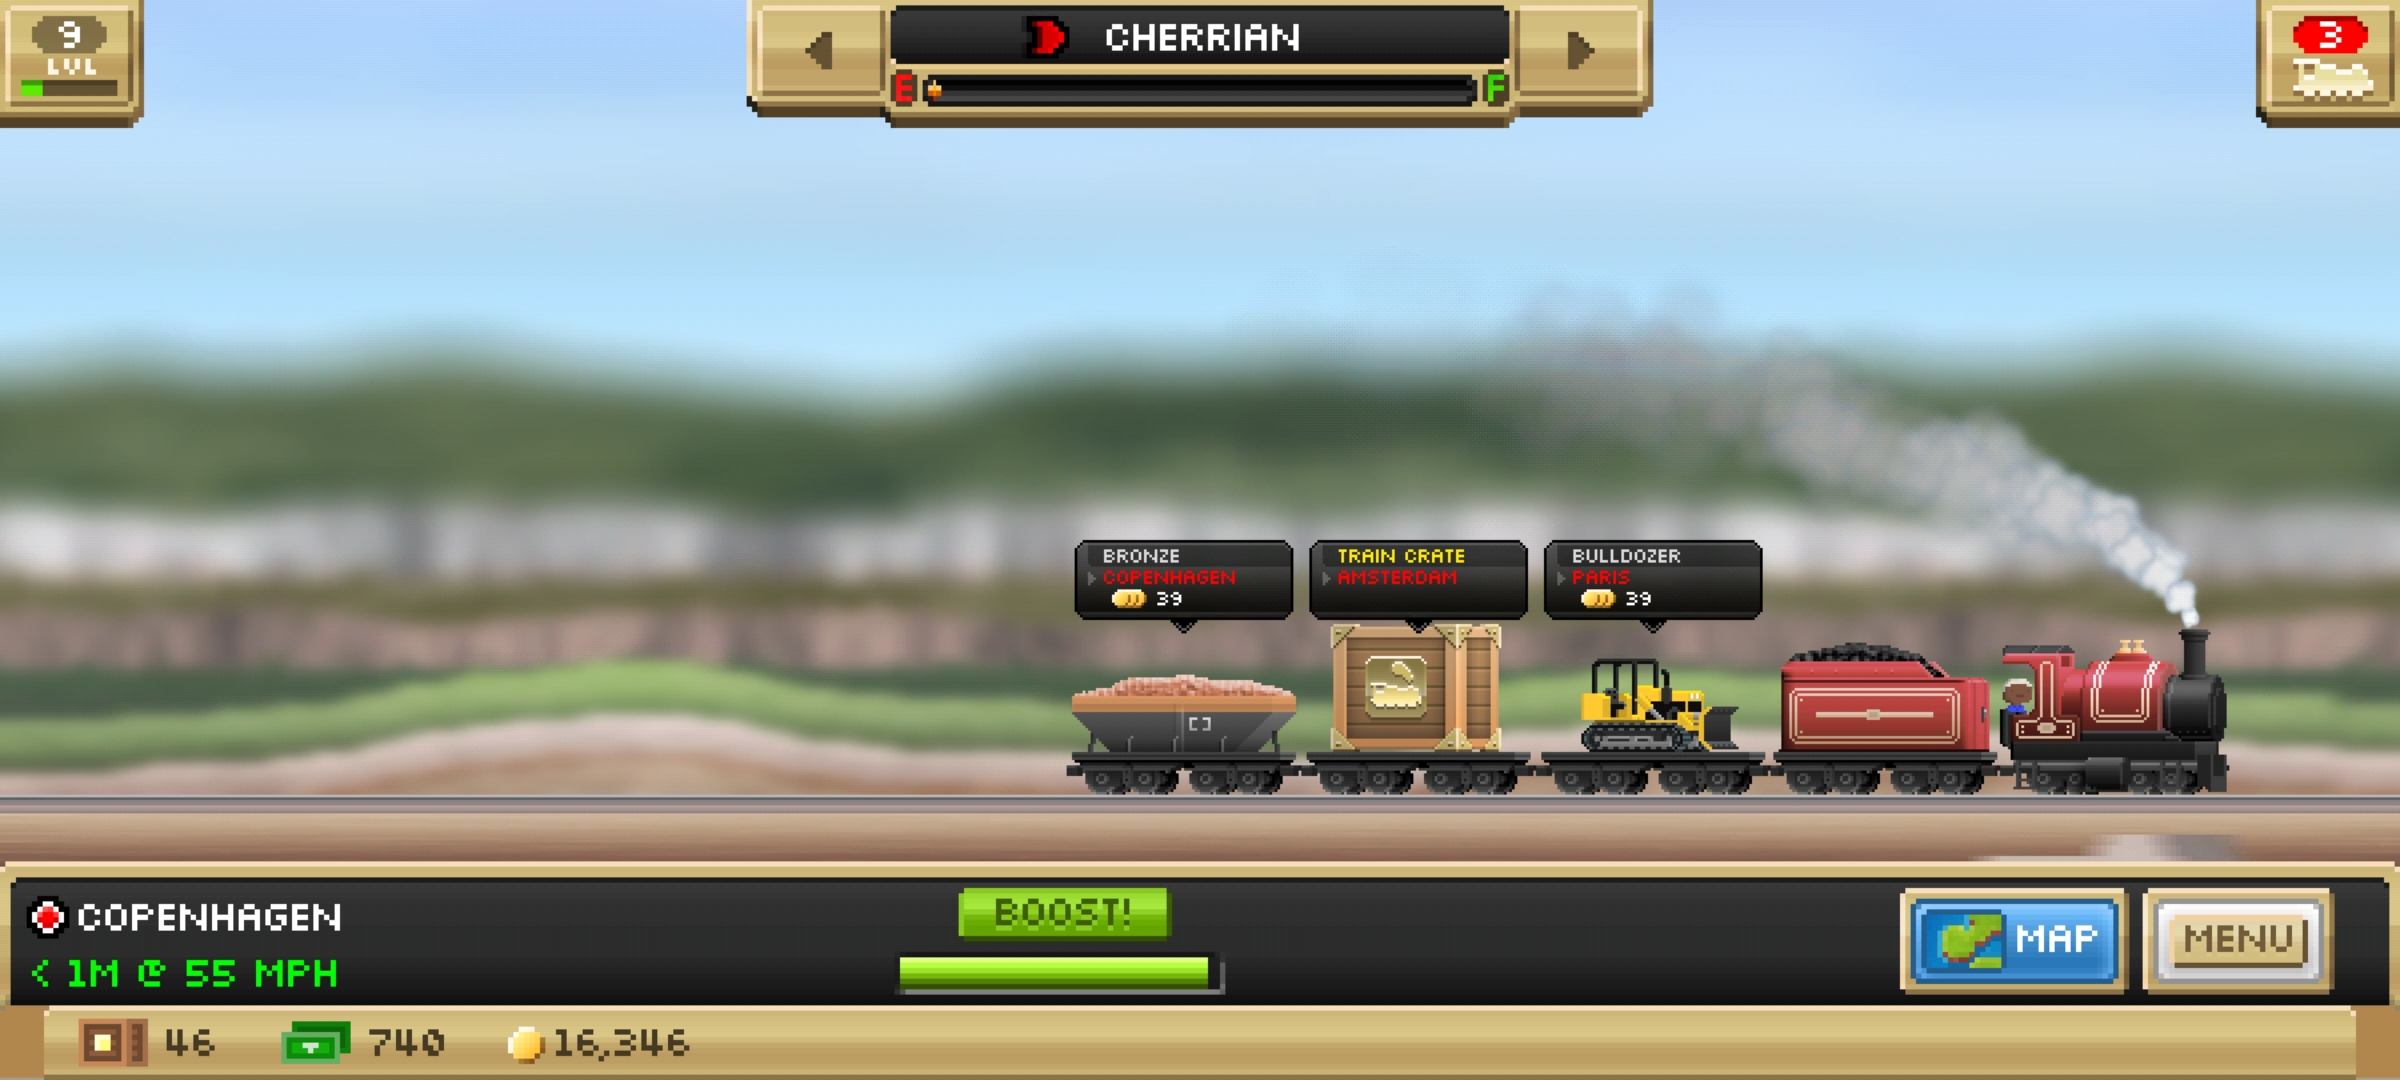 9
LVL
CHERRIAN
E F
3
BRONZE
COPENHAGEN
39
TRAIN CRATE
AMSTERDAM
BULLDOZER
PARIS
39
COPENHAGEN
< 1M @ 55 MPH
BOOST!
MAP
MENU
46
740
16,346